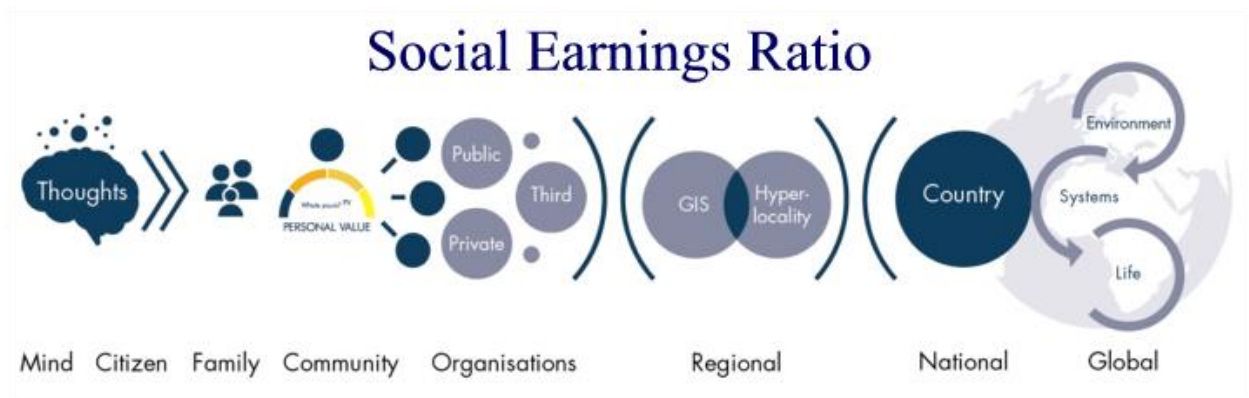 Social Earnings Ratio
Thoughts
PERSONAL VALUE
Public
Third
Private
GIS
Hyper-
locality
Country
Environment
Systems
Life
Mind Citizen Family Community Organisations Regional National Global